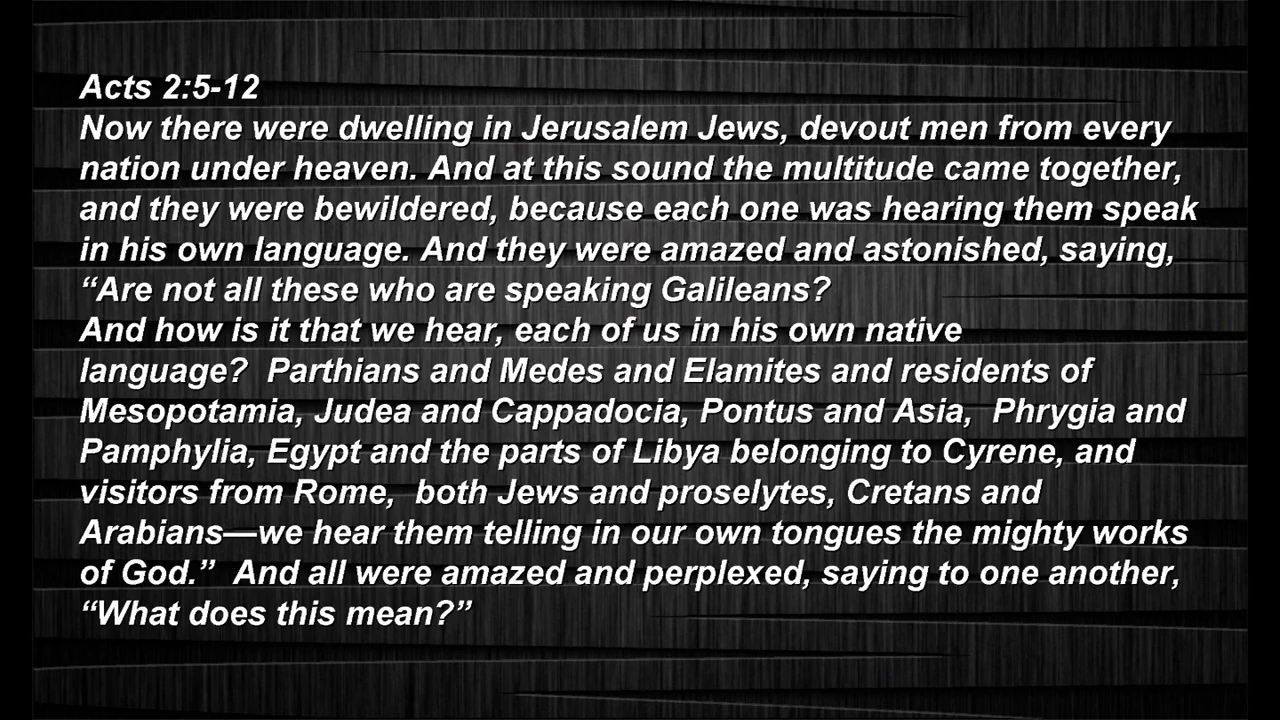 Acts 2:5-12
Now there were dwelling in Jerusalem Jews, devout men from every
nation under heaven. And at this sound the multitude came together,
and they were bewildered, because each one was hearing them speak
in his own language. And they were amazed and astonished, saying,
“Are not all these who are speaking Galileans?
And how is it that we hear, each of us in his own native
language?  Parthians and Medes and Elamites and residents of
Mesopotamia, Judea and Cappadocia, Pontus and Asia,  Phrygia and
Pamphylia, Egypt and the parts of Libya belonging to Cyrene, and
visitors from Rome,  both Jews and proselytes, Cretans and
Arabians—we hear them telling in our own tongues the mighty works
of God.”  And all were amazed and perplexed, saying to one another,
“What does this mean?”